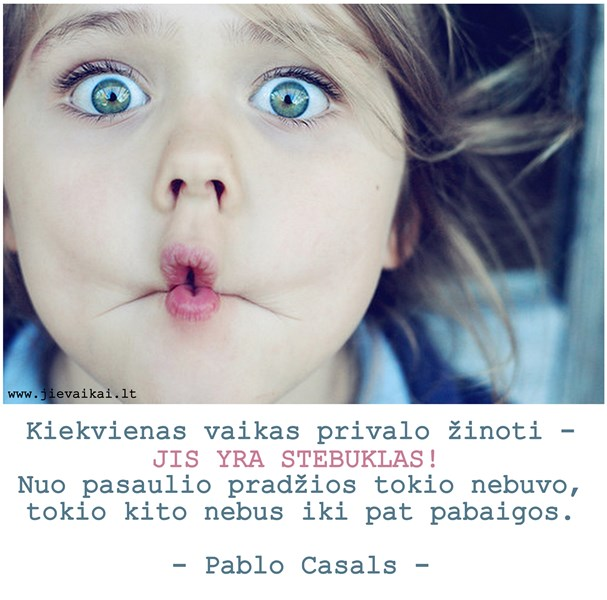 www.jievaikai.lt
Kiekvienas vaikas privalo žinoti -
JIS YRA STEBUKLAS!
Nuo pasaulio pradžios tokio nebuvo,
tokio kito nebus iki pat pabaigos.
- Pablo Casals -